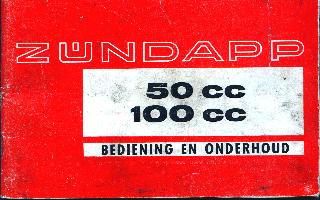 ZÜNDAPP
50 cc
100 cc
BEDIENING EN ONDERHOUD